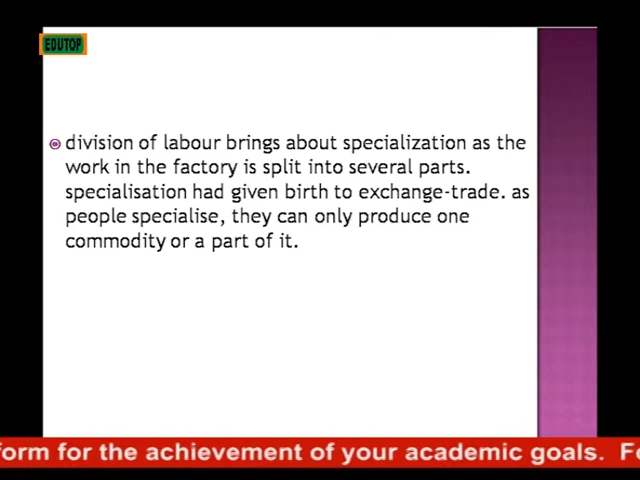 EDUTOP
division of labour brings about specialization as the
work in the factory is split into several parts.
specialisation had given birth to exchange-trade. as
people specialise, they can only produce one
commodity or a part of it.
form for the achievement of your academic goals. Fo